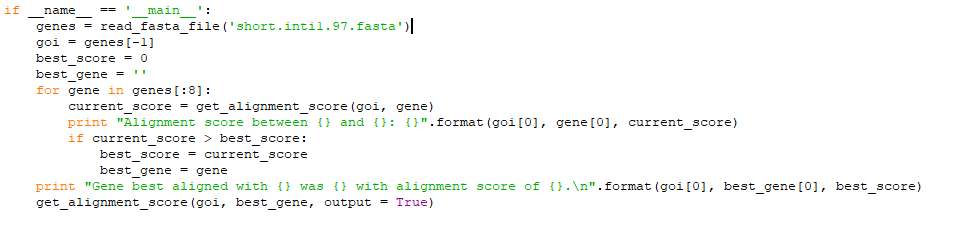 if __name__ == '__main__':
    genes = read_fasta_file('short.intI1.97.fasta')
    goi = genes[-1]
    best_score = 0
    best_gene = ''
    for gene in genes[:8]:
        current_score = get_alignment_score(goi, gene)
        print "Alignment score between {} and {}: {}".format(goi[0], gene[0], current_score)
        if current_score > best_score:
            best_score = current_score
            best_gene = gene
    print "Gene best aligned with {} was {} with alignment score of {}.\n".format(goi[0], best_gene[0], best_score)
    get_alignment_score(goi, best_gene, output = True)